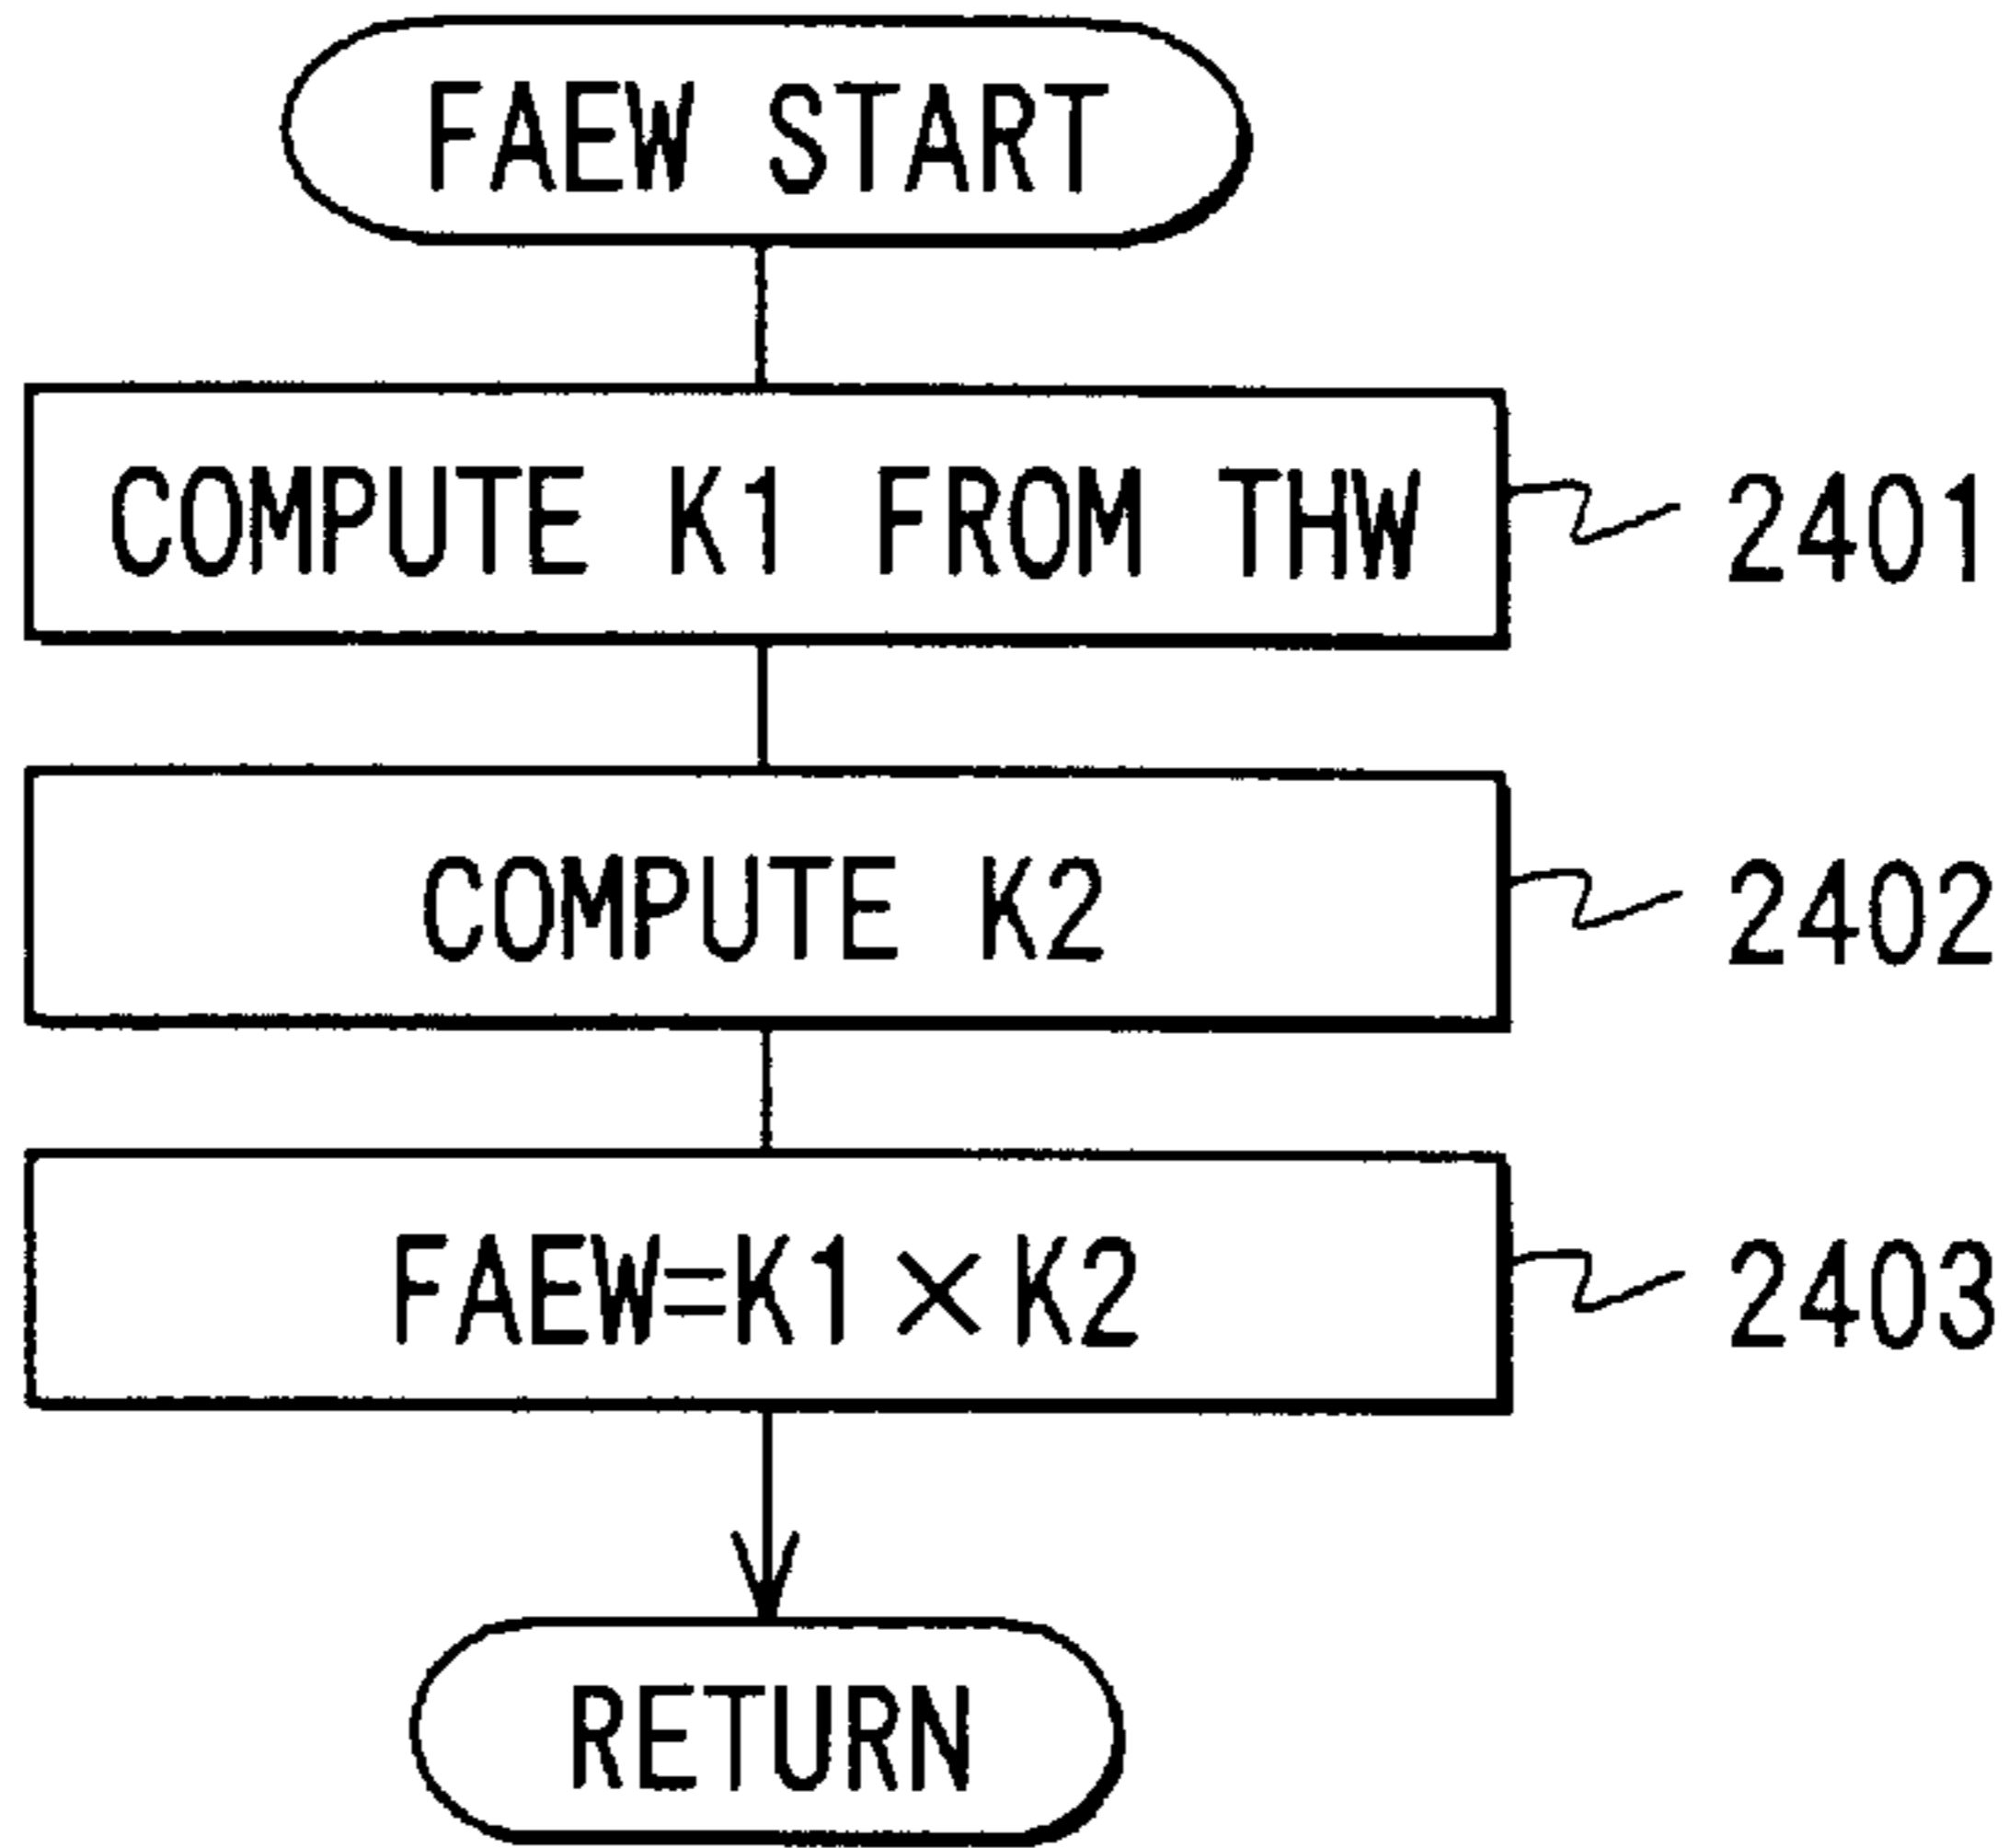 FAEW START
COMPUTE K1 FROM THW
2401
COMPUTE K2
2402
FAEW=K1×K2
2403
RETURN